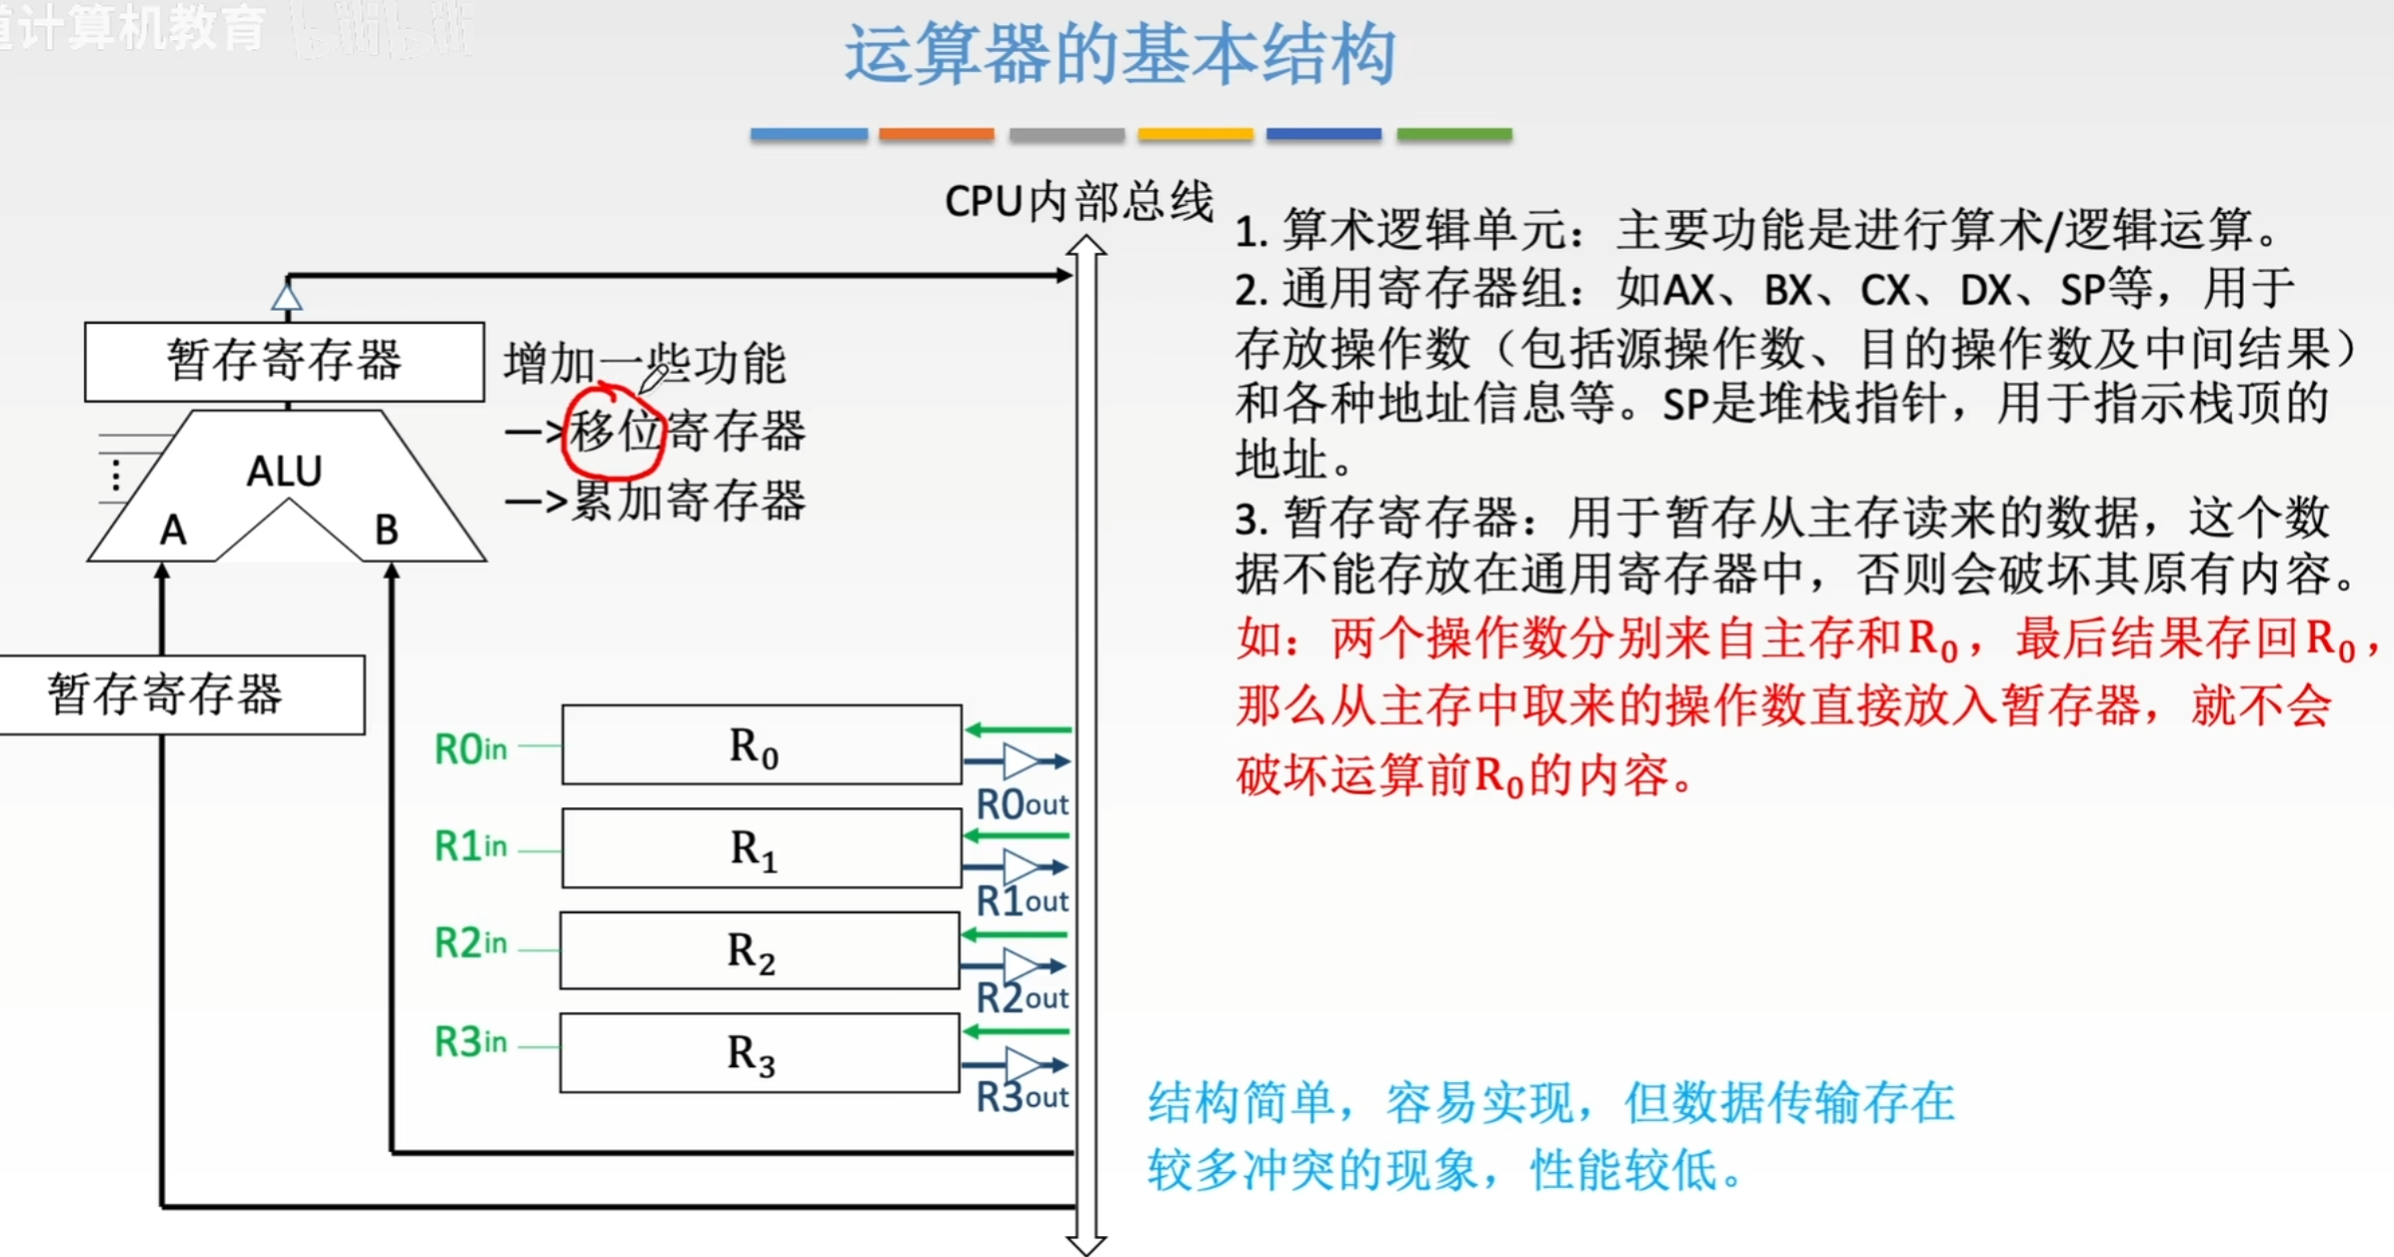 道计算机教育 bilibili
运算器的基本结构
CPU内部总线
暂存寄存器
增加一些功能
—>移位寄存器
—>累加寄存器
ALU
A
B
暂存寄存器
R0in
R₀
R0out
R1in
R₁
R1out
R2in
R₂
R2out
R3in
R₃
R3out
1. 算术逻辑单元：主要功能是进行算术/逻辑运算。
2. 通用寄存器组：如AX、BX、CX、DX、SP等，用于
存放操作数（包括源操作数、目的操作数及中间结果）
和各种地址信息等。SP是堆栈指针，用于指示栈顶的
地址。
3. 暂存寄存器：用于暂存从主存读来的数据，这个数
据不能存放在通用寄存器中，否则会破坏其原有内容。
如：两个操作数分别来自主存和R₀，最后结果存回R₀，
那么从主存中取来的操作数直接放入暂存器，就不会
破坏运算前R₀的内容。
结构简单，容易实现，但数据传输存在
较多冲突的现象，性能较低。